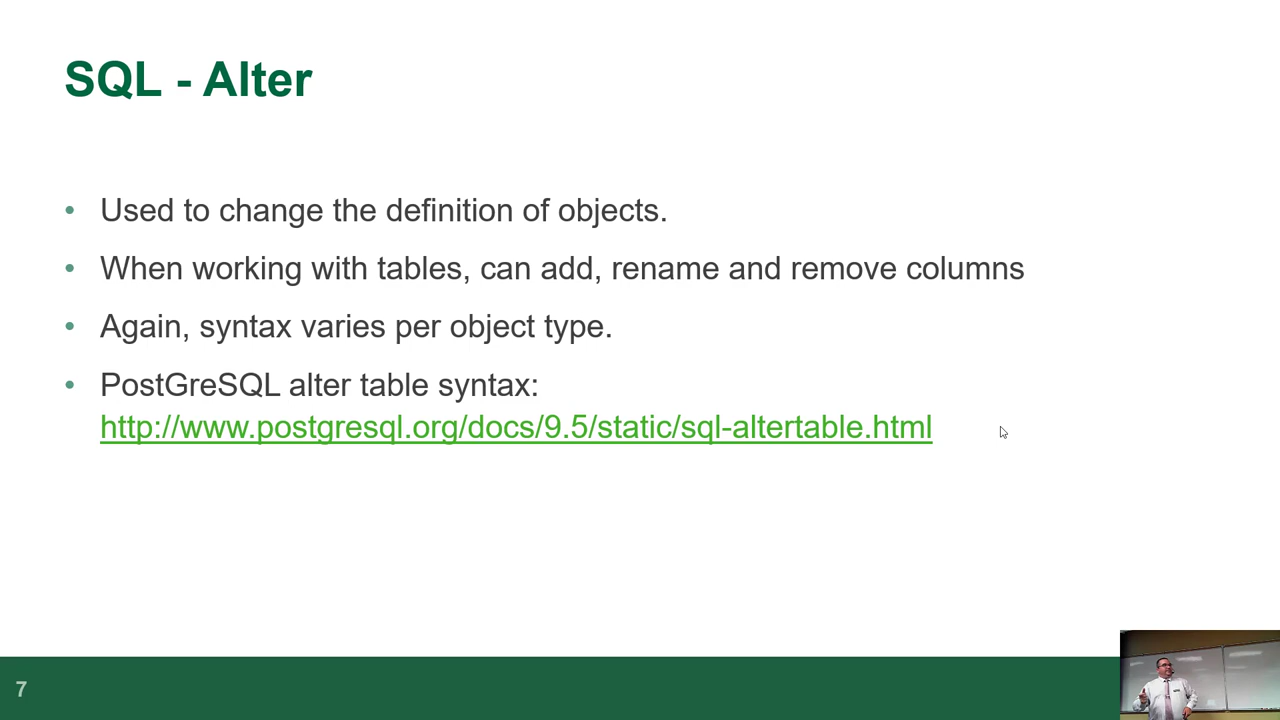 SQL - Alter
• Used to change the definition of objects.
• When working with tables, can add, rename and remove columns
• Again, syntax varies per object type.
• PostGreSQL alter table syntax:
http://www.postgresql.org/docs/9.5/static/sql-altertable.html
7